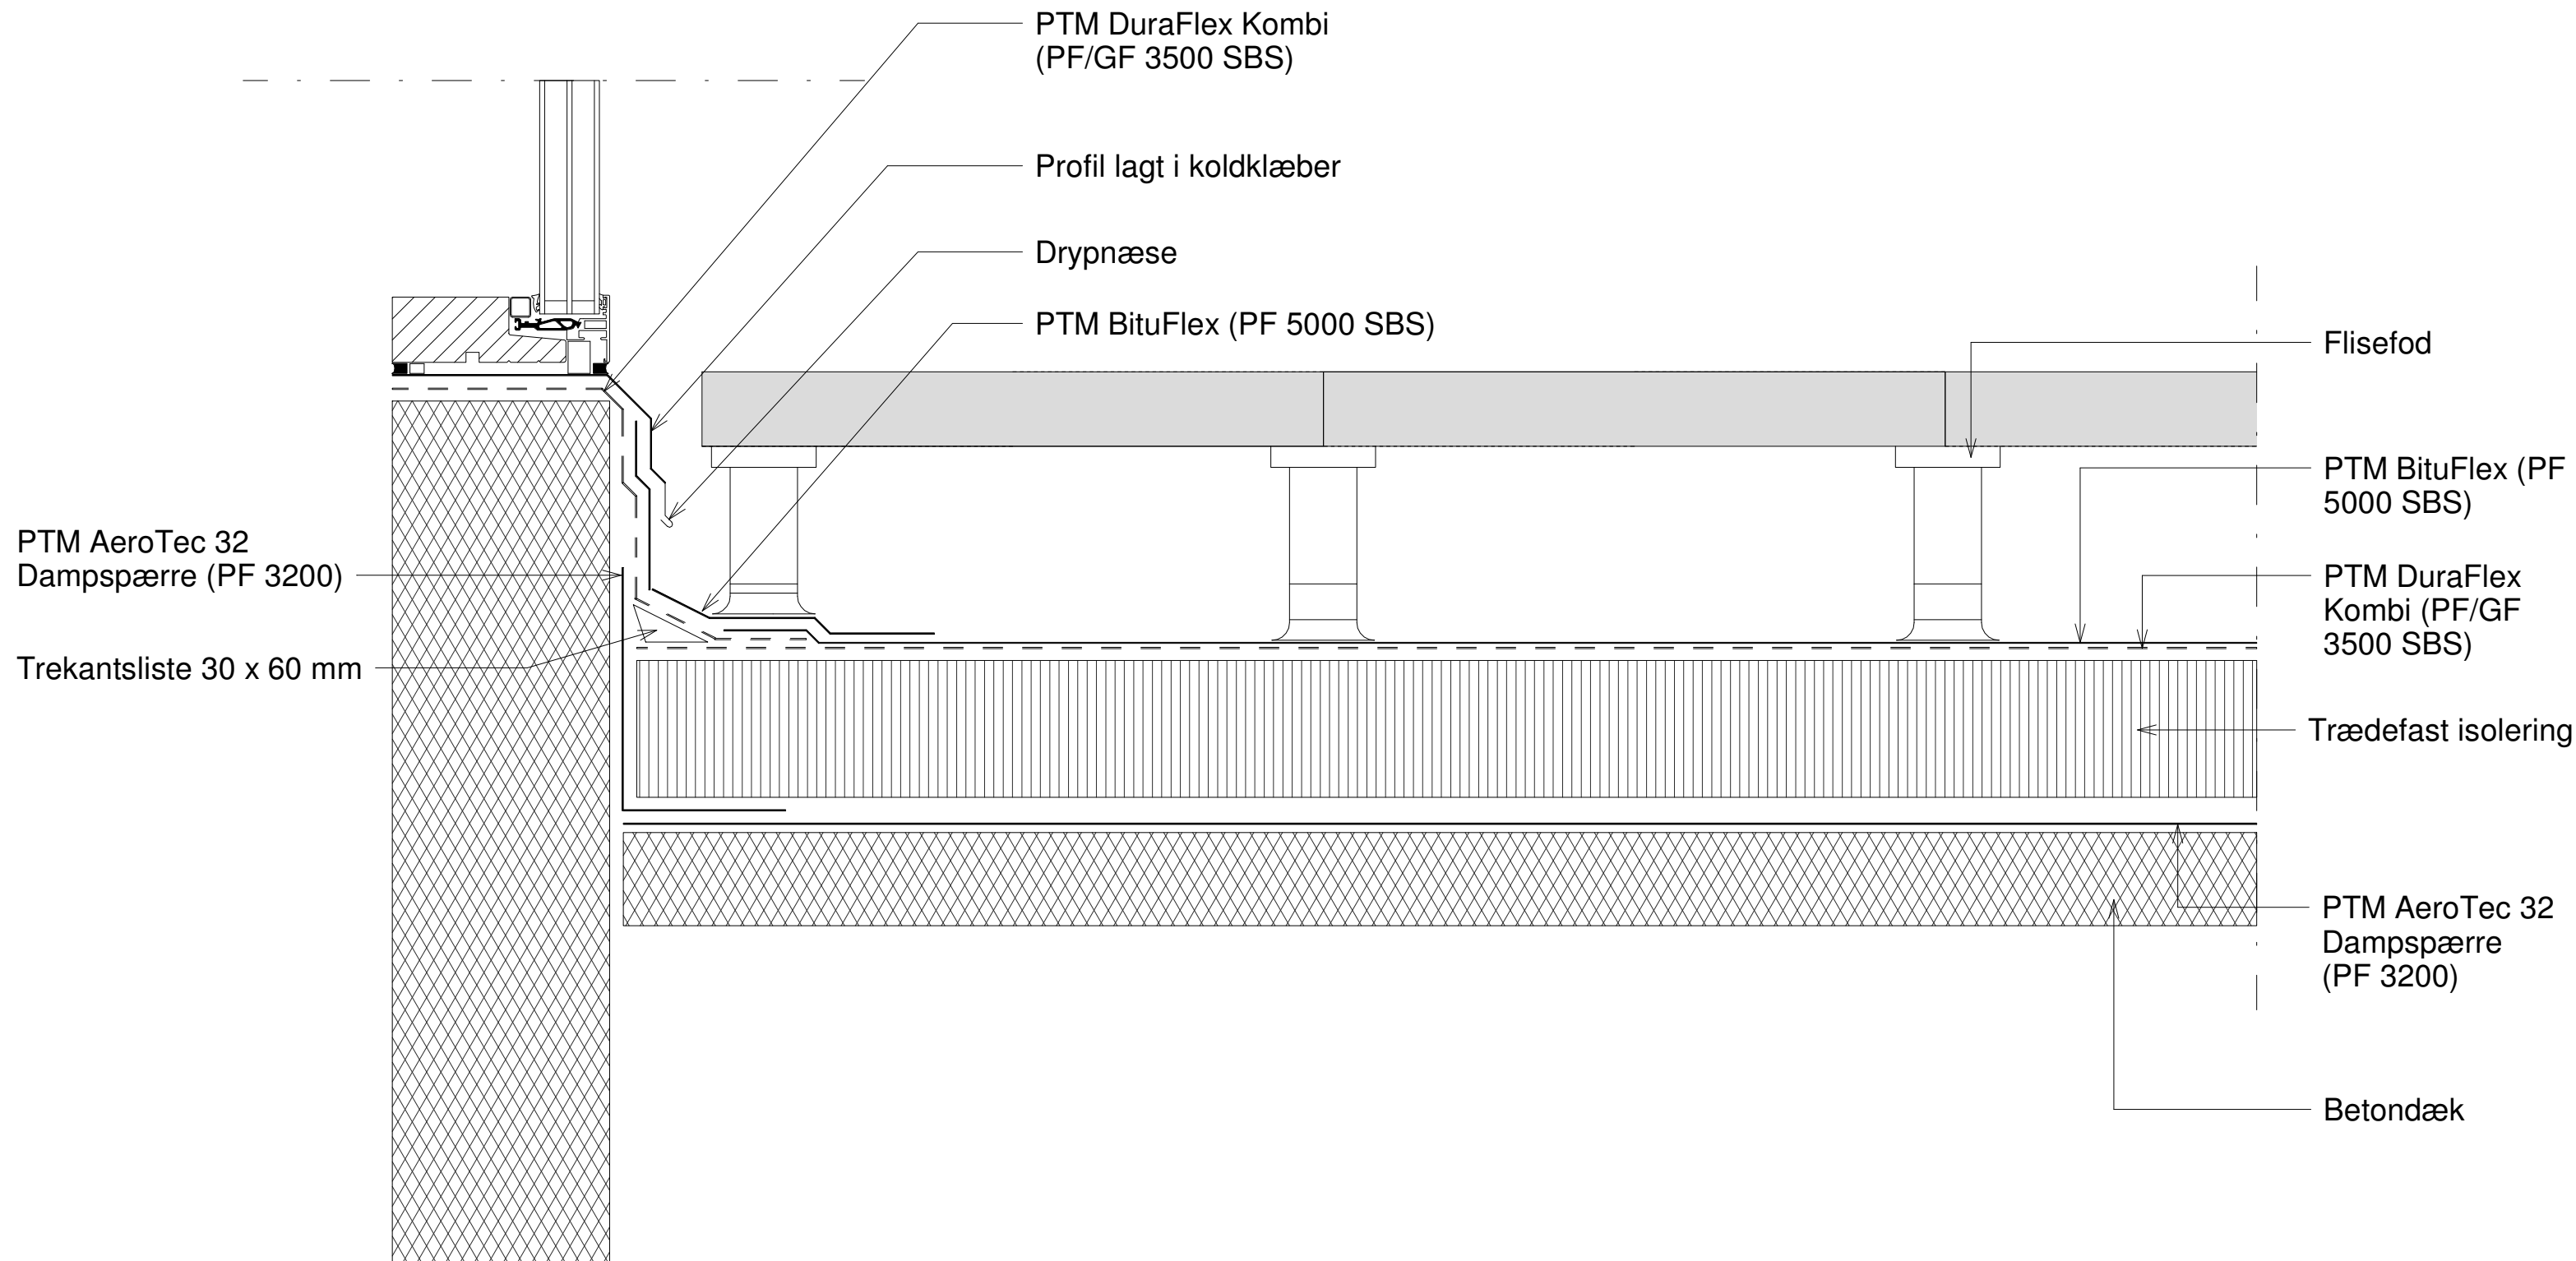 PTM DuraFlex Kombi
(PF/GF 3500 SBS)
Profil lagt i koldklæber
Drypnæse
PTM BituFlex (PF 5000 SBS)
PTM AeroTec 32
Dampspærre (PF 3200)
Trekantsliste 30 x 60 mm
Flisefod
PTM BituFlex (PF
5000 SBS)
PTM DuraFlex
Kombi (PF/GF
3500 SBS)
Trædefast isolering
PTM AeroTec 32
Dampspærre
(PF 3200)
Betondæk